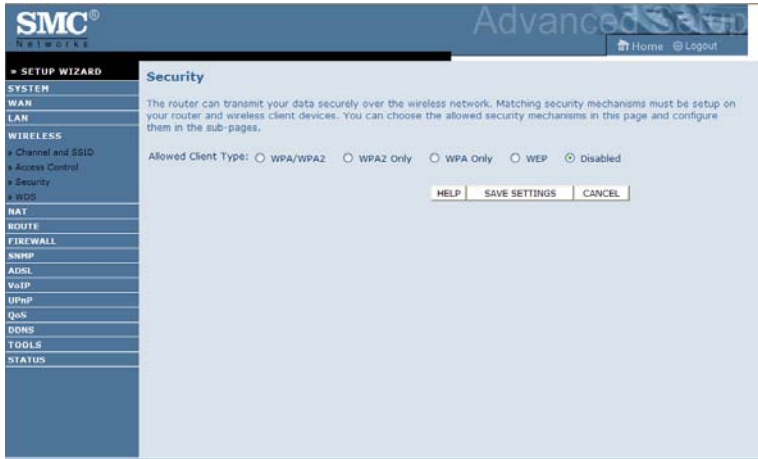 SMC®
Networks
Advanced Setup
Home Logout
» SETUP WIZARD
SYSTEM
WAN
LAN
WIRELESS
» Channel and SSID
» Access Control
» Security
» WDS
NAT
ROUTE
FIREWALL
SNMP
ADSL
VoIP
UPnP
QoS
DDNS
TOOLS
STATUS
Security
The router can transmit your data securely over the wireless network. Matching security mechanisms must be setup on
your router and wireless client devices. You can choose the allowed security mechanisms in this page and configure
them in the sub-pages.
Allowed Client Type: WPA/WPA2 WPA2 Only WPA Only WEP Disabled
HELP SAVE SETTINGS CANCEL